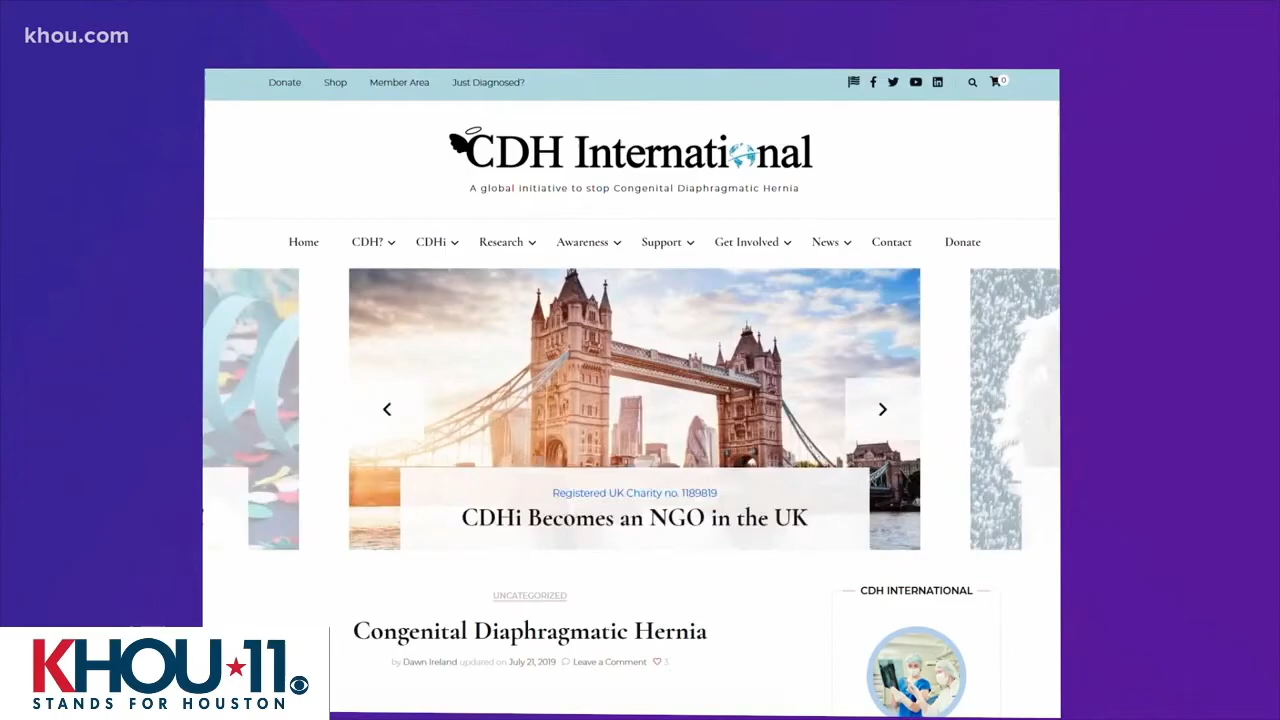 khou.com
Donate Shop Member Area Just Diagnosed? 0
CDH International
A global initiative to stop Congenital Diaphragmatic Hernia
Home CDH? CDHi Research Awareness Support Get Involved News Contact Donate
Registered UK Charity no. 1189819
CDHi Becomes an NGO in the UK
UNCATEGORIZED
CDH INTERNATIONAL
Congenital Diaphragmatic Hernia
by Dawn Ireland updated on July 21, 2019 Leave a Comment 3
KHOU 11
STANDS FOR HOUSTON